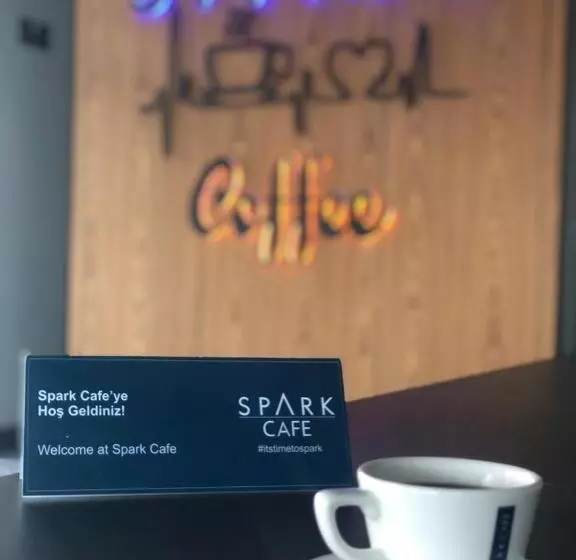 Coffee
Spark Cafe'ye
Hoş Geldiniz!
Welcome at Spark Cafe
SPARK
CAFE
#itstimetospark